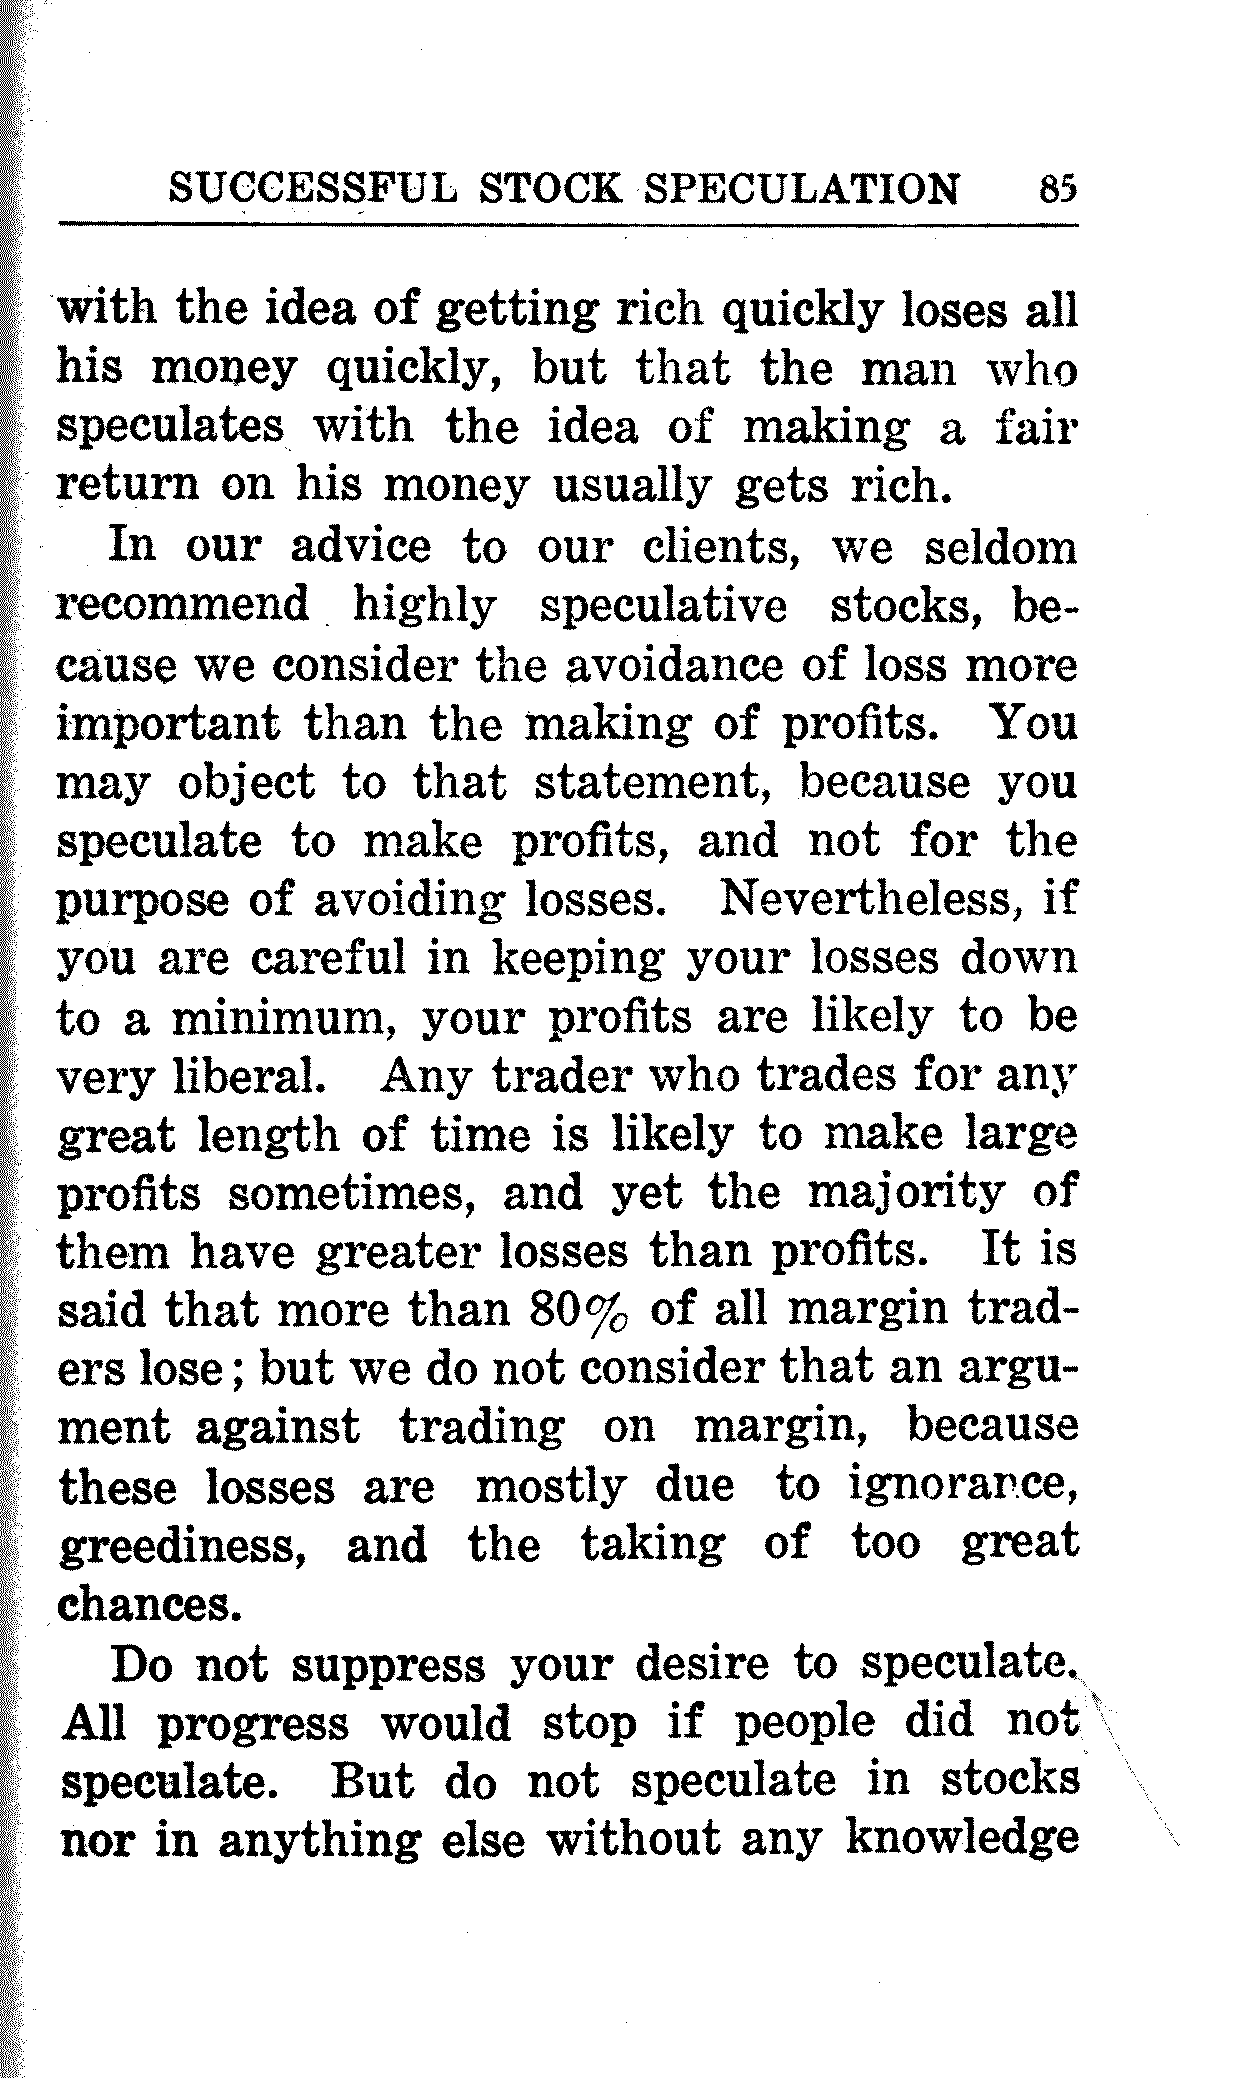 SUCCESSFUL STOCK SPECULATION 85
with the idea of getting rich quickly loses all
his money quickly, but that the man who
speculates with the idea of making a fair
return on his money usually gets rich.
In our advice to our clients, we seldom
recommend highly speculative stocks, be-
cause we consider the avoidance of loss more
important than the making of profits. You
may object to that statement, because you
speculate to make profits, and not for the
purpose of avoiding losses. Nevertheless, if
you are careful in keeping your losses down
to a minimum, your profits are likely to be
very liberal. Any trader who trades for any
great length of time is likely to make large
profits sometimes, and yet the majority of
them have greater losses than profits. It is
said that more than 80% of all margin trad-
ers lose; but we do not consider that an argu-
ment against trading on margin, because
these losses are mostly due to ignorance,
greediness, and the taking of too great
chances.
Do not suppress your desire to speculate.
All progress would stop if people did not
speculate. But do not speculate in stocks
nor in anything else without any knowledge